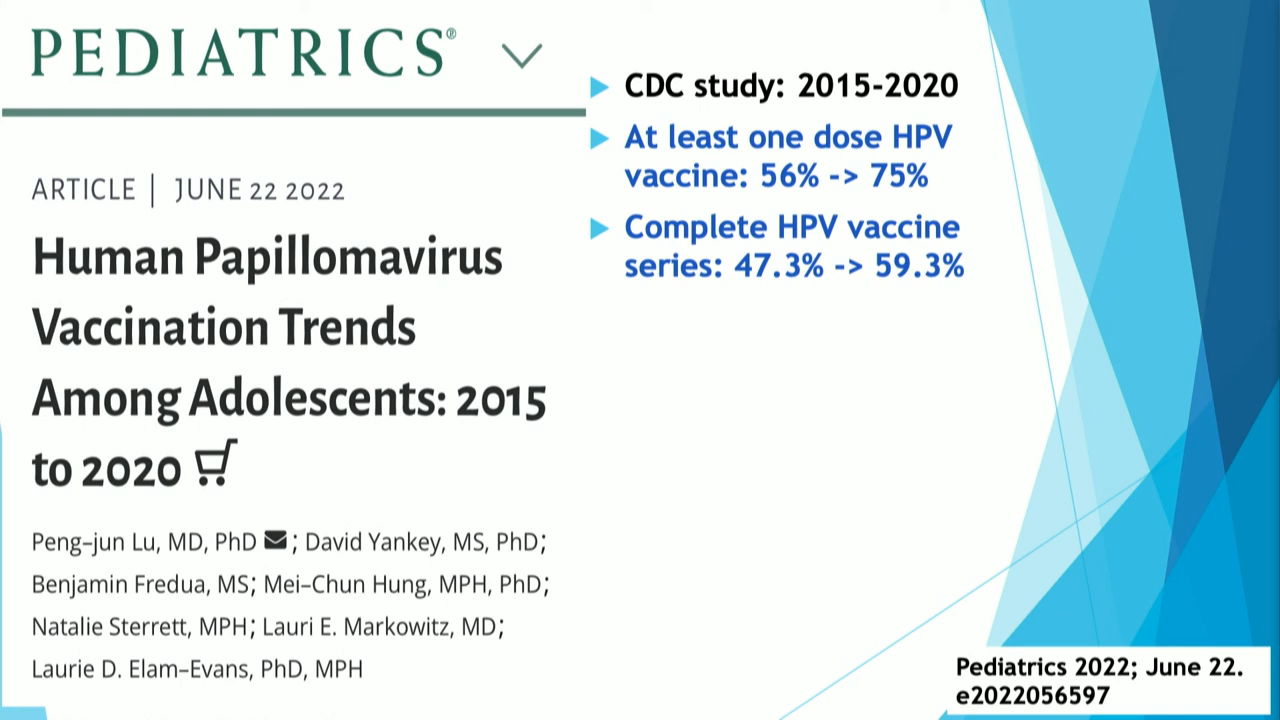 PEDIATRICS®
ARTICLE | JUNE 22 2022
Human Papillomavirus
Vaccination Trends
Among Adolescents: 2015
to 2020
Peng-jun Lu, MD, PhD ; David Yankey, MS, PhD;
Benjamin Fredua, MS; Mei-Chun Hung, MPH, PhD;
Natalie Sterrett, MPH; Lauri E. Markowitz, MD;
Laurie D. Elam-Evans, PhD, MPH
CDC study: 2015-2020
At least one dose HPV
vaccine: 56% -> 75%
Complete HPV vaccine
series: 47.3% -> 59.3%
Pediatrics 2022; June 22.
e2022056597